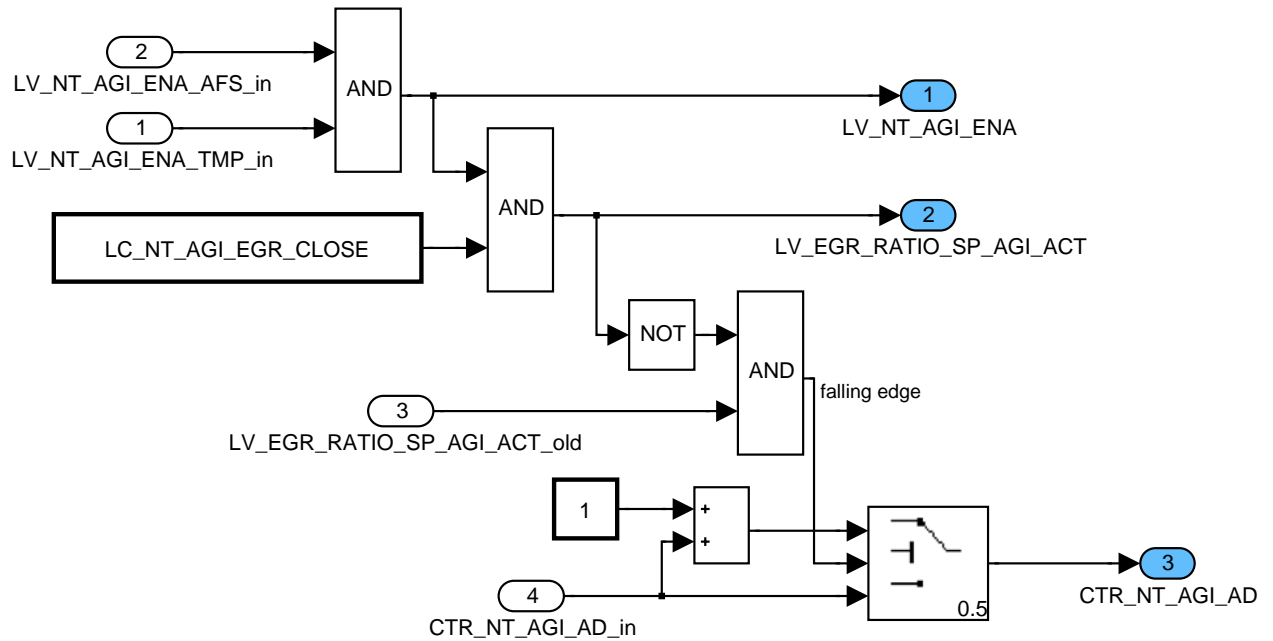 2
LV_NT_AGI_ENA_AFS_in
1
LV_NT_AGI_ENA_TMP_in
AND
1
LV_NT_AGI_ENA
LC_NT_AGI_EGR_CLOSE
AND
2
LV_EGR_RATIO_SP_AGI_ACT
NOT
AND
falling edge
3
LV_EGR_RATIO_SP_AGI_ACT_old
1
+
+
4
CTR_NT_AGI_AD_in
0.5
3
CTR_NT_AGI_AD